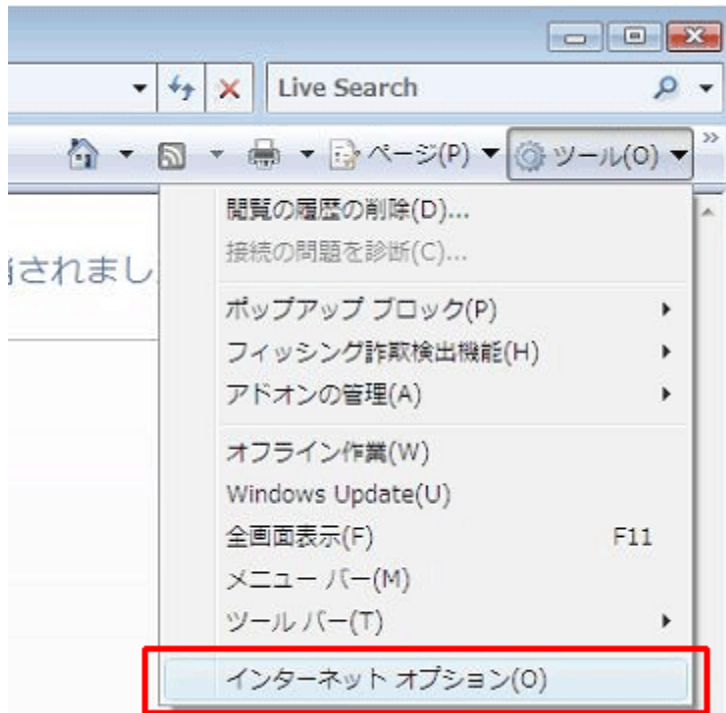 Live Search
ページ(P) ツール(O)
閲覧の履歴の削除(D)...
接続の問題を診断(C)...
されまし
ポップアップ ブロック(P)
フィッシング詐欺検出機能(H)
アドオンの管理(A)
オフライン作業(W)
Windows Update(U)
全画面表示(F) F11
メニュー バー(M)
ツール バー(T)
インターネット オプション(O)